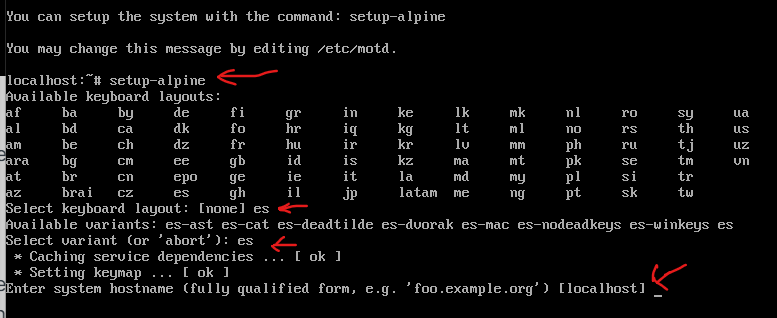 You can setup the system with the command: setup-alpine
You may change this message by editing /etc/motd.
localhost:~# setup-alpine
Available keyboard layouts:
af ba by de fi gr in ke lk mk nl ro sy ua
al bd ca dk fo hr iq kg lt ml no rs th us
am be ch dz fr hu ir kr lv mm ph ru tj uz
ara bg cm ee gb id is kz ma mt pk se tm vn
at br cn epo ge ie it la md my pl si tr
az brai cz es gh il jp latam me ng pt sk tw
Select keyboard layout: [none] es
Available variants: es-ast es-cat es-deadtilde es-dvorak es-mac es-nodeadkeys es-winkeys es
Select variant (or 'abort'): es
* Caching service dependencies ... [ ok ]
* Setting keymap ... [ ok ]
Enter system hostname (fully qualified form, e.g. 'foo.example.org') [localhost] _